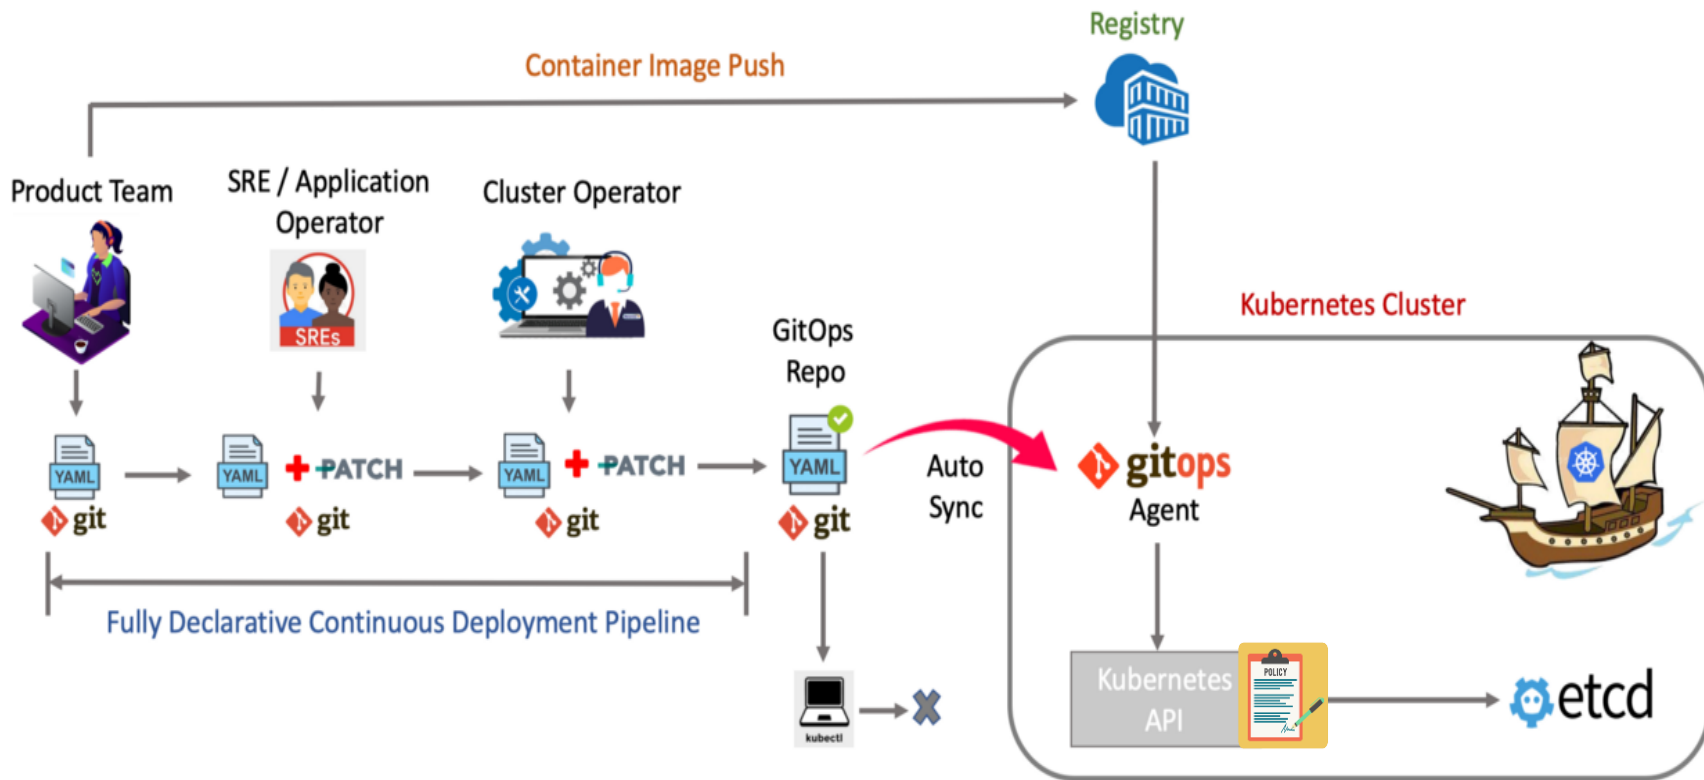 Registry
Container Image Push
Product Team
SRE / Application
Operator
Cluster Operator
SREs
GitOps
Repo
Kubernetes Cluster
YAML
git
YAML
PATCH
git
YAML
PATCH
git
YAML
git
Auto
Sync
gitops
Agent
Fully Declarative Continuous Deployment Pipeline
kubectl
Kubernetes
API
POLICY
etcd